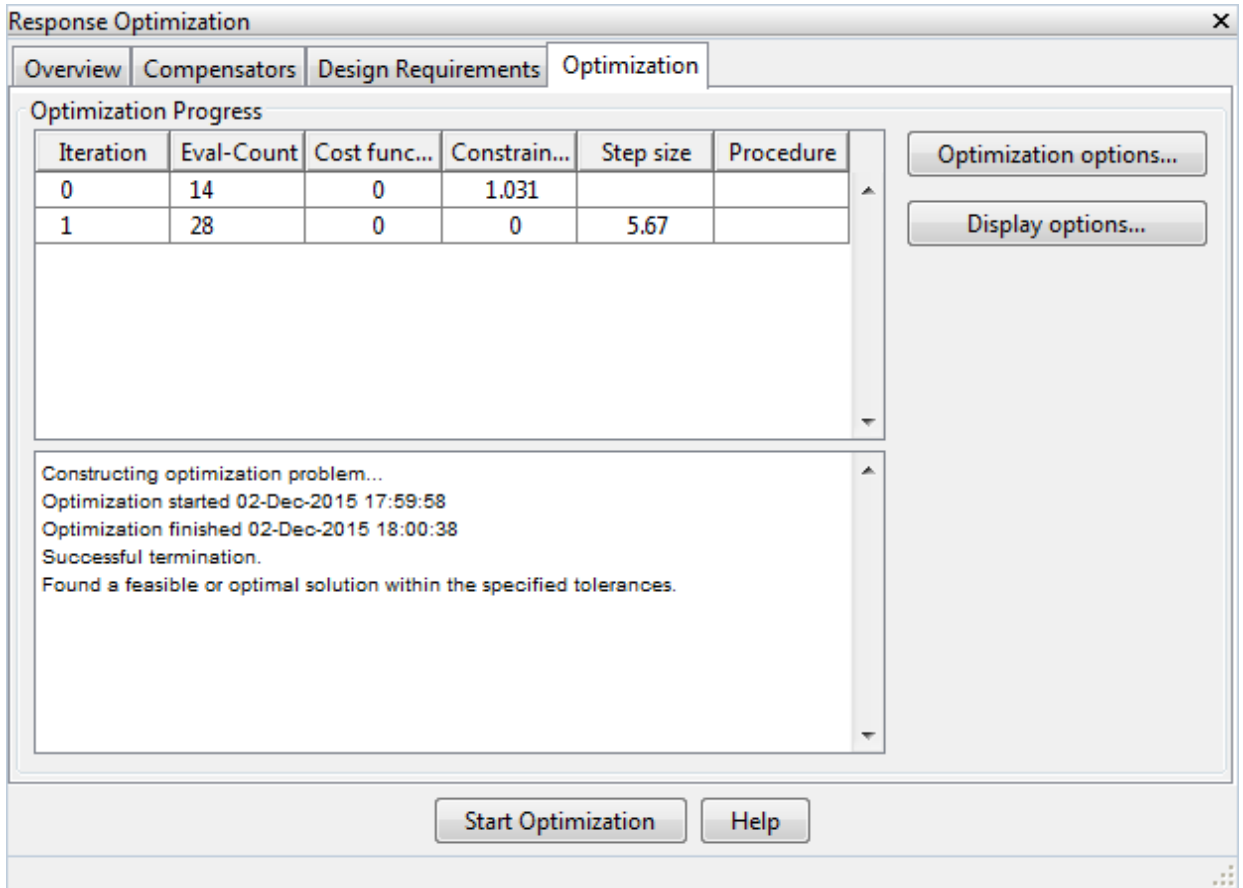 Response Optimization
Overview Compensators Design Requirements Optimization
Optimization Progress
Iteration Eval-Count Cost func... Constrain... Step size Procedure
0 14 0 1.031
1 28 0 0 5.67
Optimization options...
Display options...
Constructing optimization problem...
Optimization started 02-Dec-2015 17:59:58
Optimization finished 02-Dec-2015 18:00:38
Successful termination.
Found a feasible or optimal solution within the specified tolerances.
Start Optimization Help